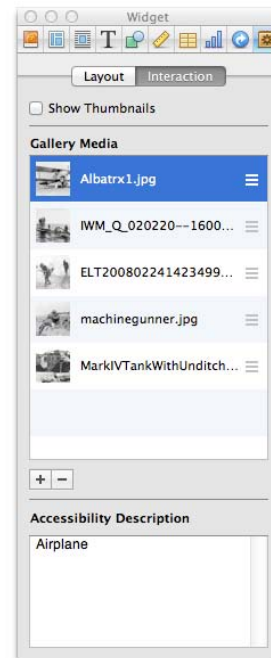 Widget
Layout Interaction
Show Thumbnails
Gallery Media
Albatrx1.jpg
IWM_Q_020220--1600...
ELT200802241423499...
machinegunner.jpg
MarkIVTankWithUnditch...
Accessibility Description
Airplane